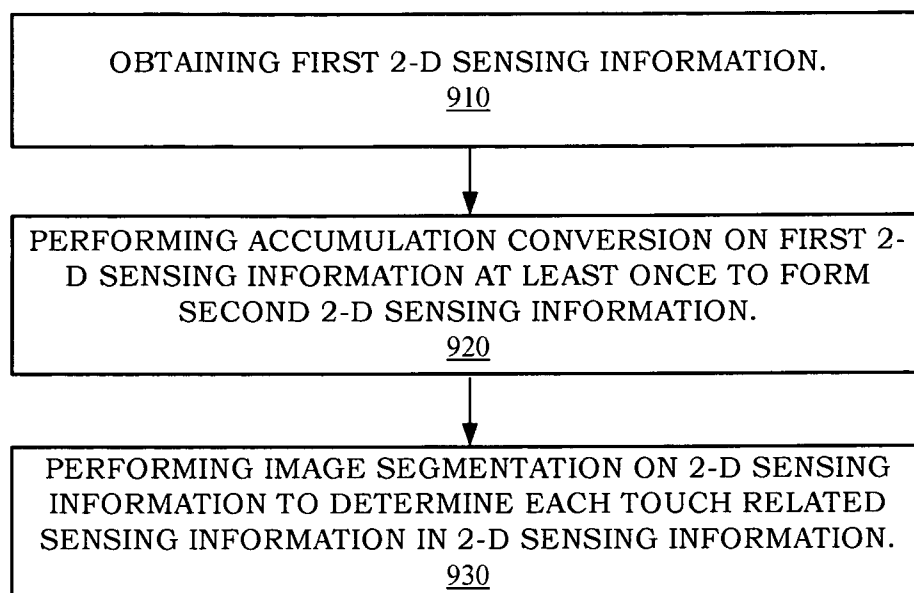 OBTAINING FIRST 2-D SENSING INFORMATION.
910
PERFORMING ACCUMULATION CONVERSION ON FIRST 2-
D SENSING INFORMATION AT LEAST ONCE TO FORM
SECOND 2-D SENSING INFORMATION.
920
PERFORMING IMAGE SEGMENTATION ON 2-D SENSING
INFORMATION TO DETERMINE EACH TOUCH RELATED
SENSING INFORMATION IN 2-D SENSING INFORMATION.
930